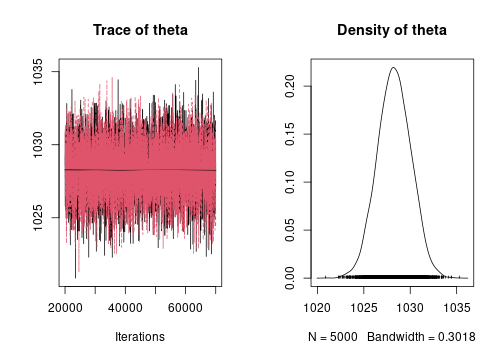 Trace of theta
1035
1030
1025
20000 40000 60000
Iterations
Density of theta
0.20
0.15
0.10
0.05
0.00
1020 1025 1030 1035
N = 5000 Bandwidth = 0.3018